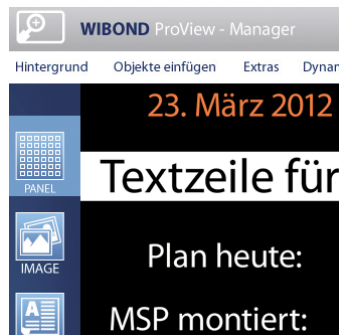 WIBOND ProView - Manager
Hintergrund Objekte einfügen Extras
23. März 2012
PANEL
Textzeile für
IMAGE
Plan heute:
A
MSP montiert: